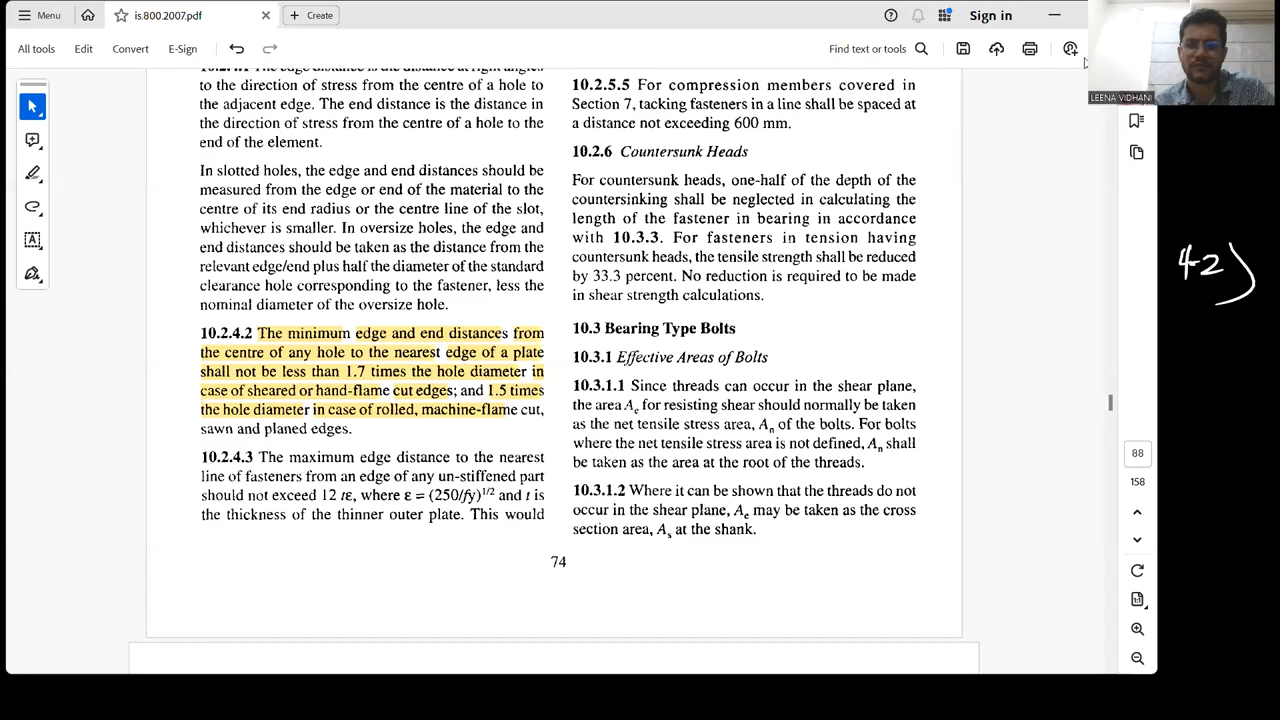 Menu
is.800.2007.pdf
Create
Sign in
All tools
Edit
Convert
E-Sign
Find text or tools
LEENA VIDHANI
to the direction of stress from the centre of a hole to
the adjacent edge. The end distance is the distance in
the direction of stress from the centre of a hole to the
end of the element.
In slotted holes, the edge and end distances should be
measured from the edge or end of the material to the
centre of its end radius or the centre line of the slot,
whichever is smaller. In oversize holes, the edge and
end distances should be taken as the distance from the
relevant edge/end plus half the diameter of the standard
clearance hole corresponding to the fastener, less the
nominal diameter of the oversize hole.
10.2.4.2 The minimum edge and end distances from
the centre of any hole to the nearest edge of a plate
shall not be less than 1.7 times the hole diameter in
case of sheared or hand-flame cut edges; and 1.5 times
the hole diameter in case of rolled, machine-flame cut,
sawn and planed edges.
10.2.4.3 The maximum edge distance to the nearest
line of fasteners from an edge of any un-stiffened part
should not exceed 12 tε, where ε = (250/fy)^1/2 and t is
the thickness of the thinner outer plate. This would
10.2.5.5 For compression members covered in
Section 7, tacking fasteners in a line shall be spaced at
a distance not exceeding 600 mm.
10.2.6 Countersunk Heads
For countersunk heads, one-half of the depth of the
countersinking shall be neglected in calculating the
length of the fastener in bearing in accordance
with 10.3.3. For fasteners in tension having
countersunk heads, the tensile strength shall be reduced
by 33.3 percent. No reduction is required to be made
in shear strength calculations.
10.3 Bearing Type Bolts
10.3.1 Effective Areas of Bolts
10.3.1.1 Since threads can occur in the shear plane,
the area Ae for resisting shear should normally be taken
as the net tensile stress area, An of the bolts. For bolts
where the net tensile stress area is not defined, An shall
be taken as the area at the root of the threads.
10.3.1.2 Where it can be shown that the threads do not
occur in the shear plane, Ae may be taken as the cross
section area, As at the shank.
74
88
158
42)